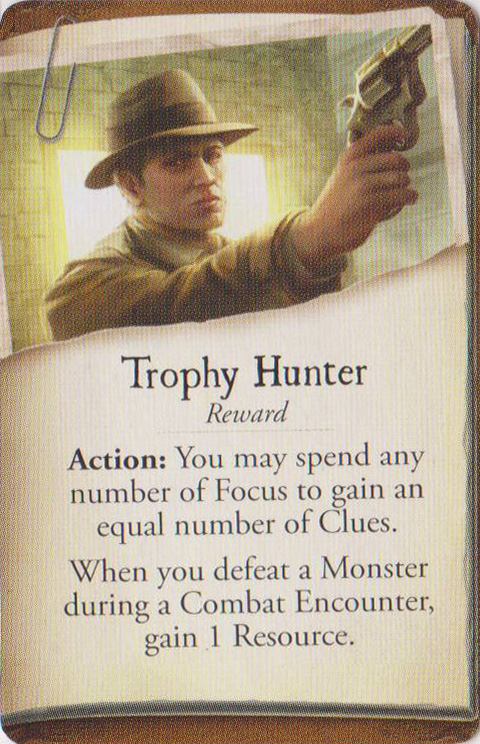 Trophy Hunter
Reward
Action: You may spend any
number of Focus to gain an
equal number of Clues.
When you defeat a Monster
during a Combat Encounter,
gain 1 Resource.